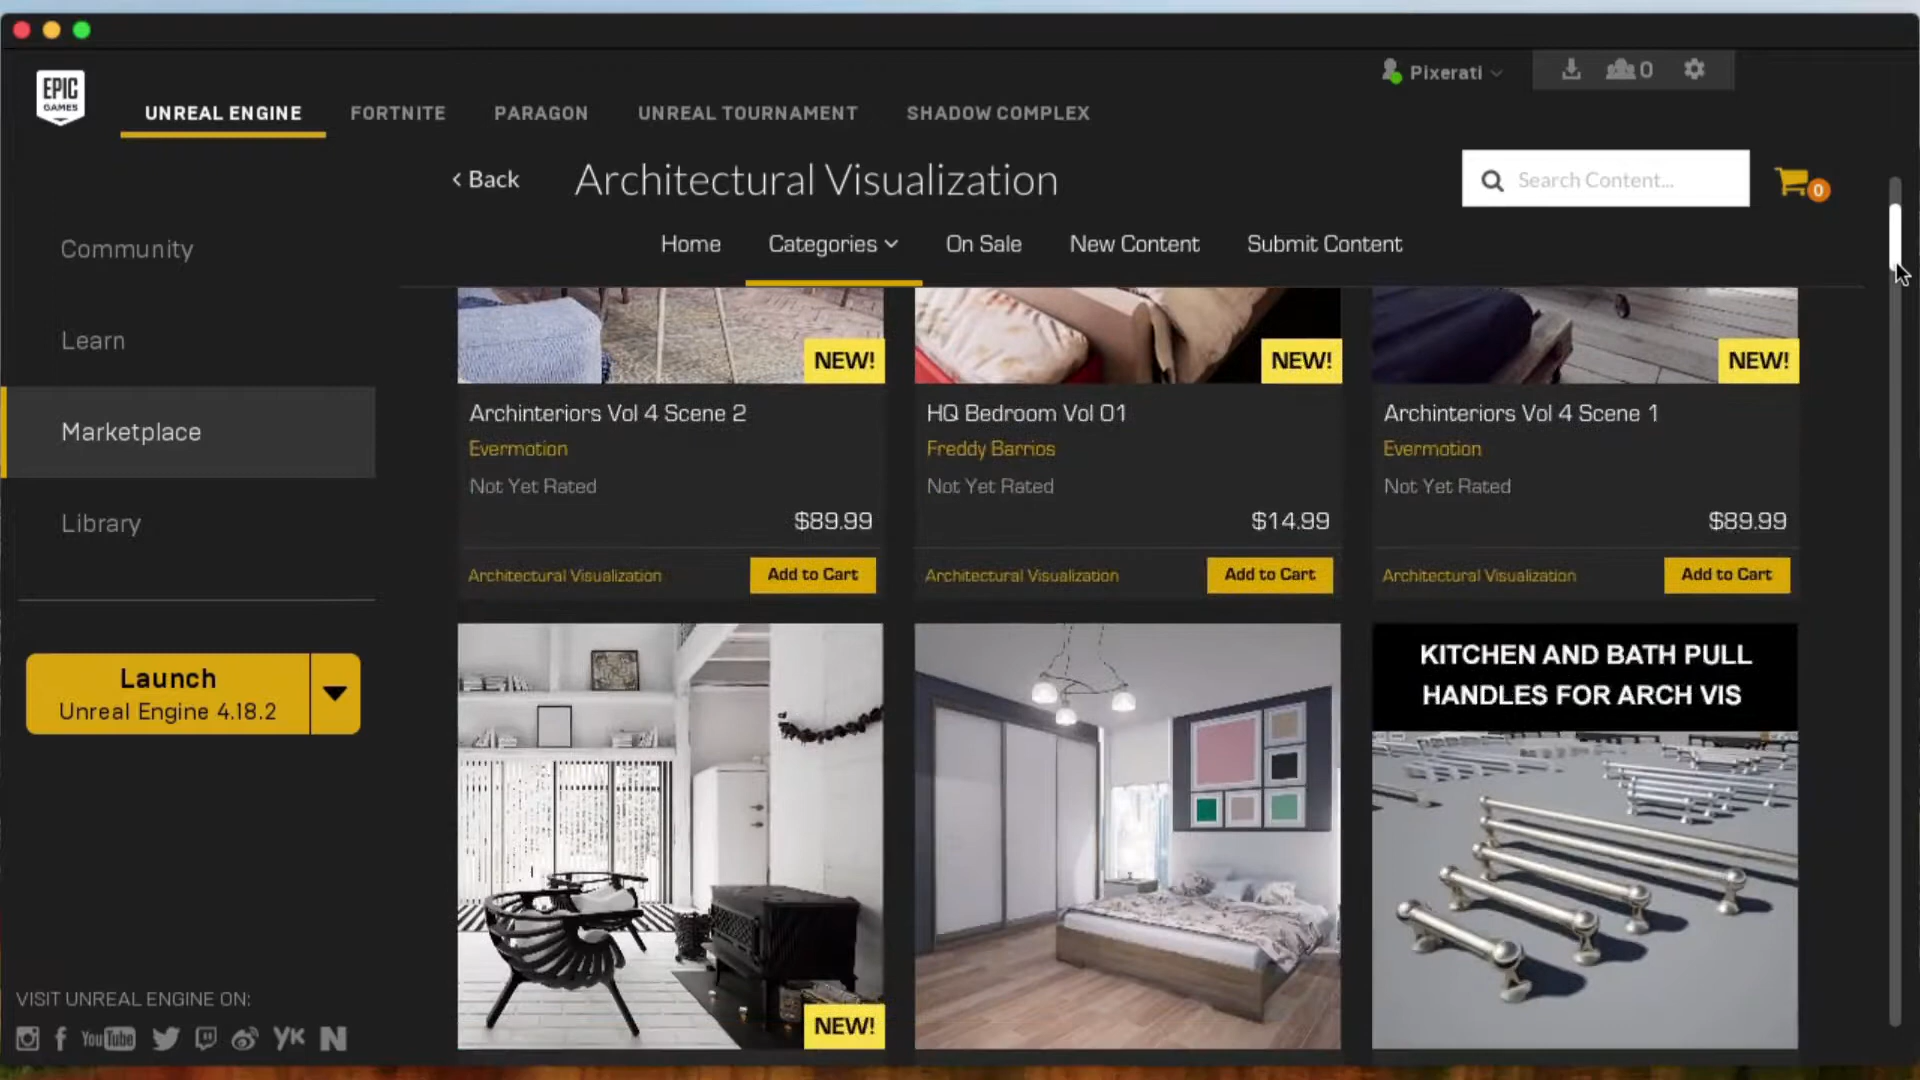 EPIC
GAMES
UNREAL ENGINE
FORTNITE
PARAGON
UNREAL TOURNAMENT
SHADOW COMPLEX
Pixerati
0
< Back
Architectural Visualization
Search Content...
0
Home
Categories
On Sale
New Content
Submit Content
Community
Learn
Marketplace
Library
Launch
Unreal Engine 4.18.2
VISIT UNREAL ENGINE ON:
f
YouTube
NEW!
Archinteriors Vol 4 Scene 2
Evermotion
Not Yet Rated
$89.99
Architectural Visualization
Add to Cart
NEW!
HQ Bedroom Vol 01
Freddy Barrios
Not Yet Rated
$14.99
Architectural Visualization
Add to Cart
NEW!
Archinteriors Vol 4 Scene 1
Evermotion
Not Yet Rated
$89.99
Architectural Visualization
Add to Cart
NEW!
KITCHEN AND BATH PULL
HANDLES FOR ARCH VIS